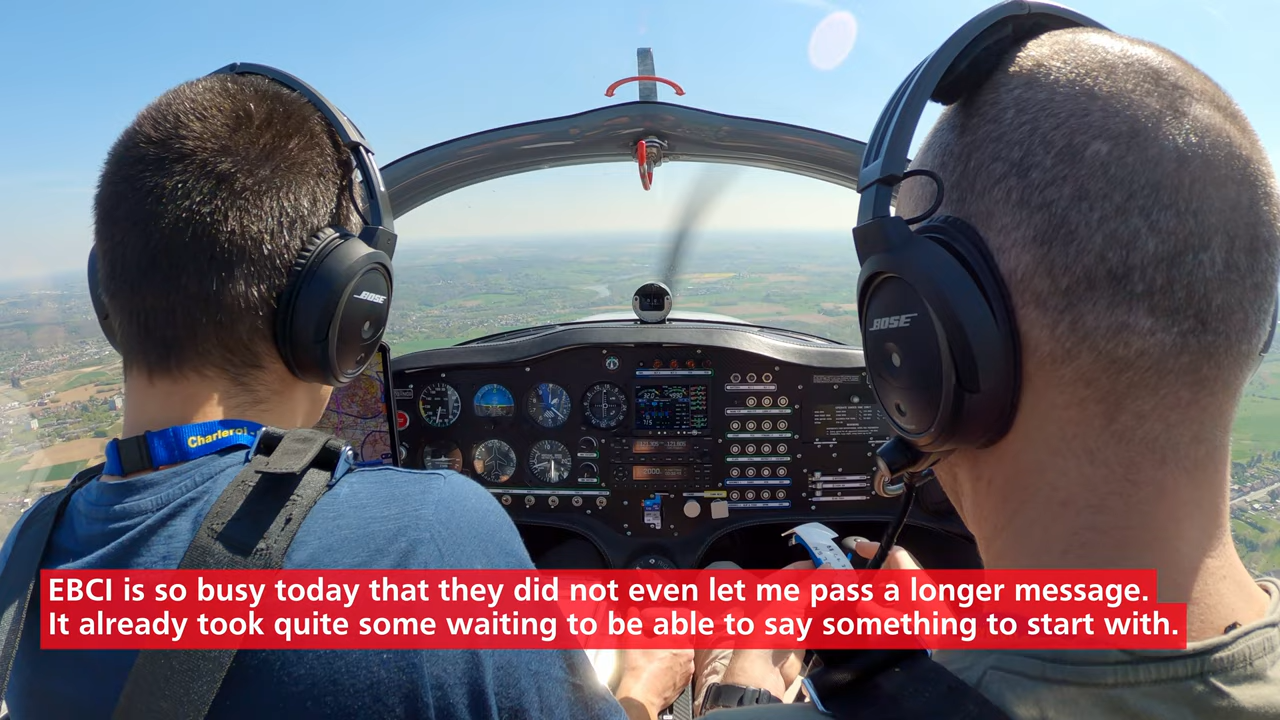 BOSE
BOSE
Charleroi
EBCI is so busy today that they did not even let me pass a longer message.
It already took quite some waiting to be able to say something to start with.